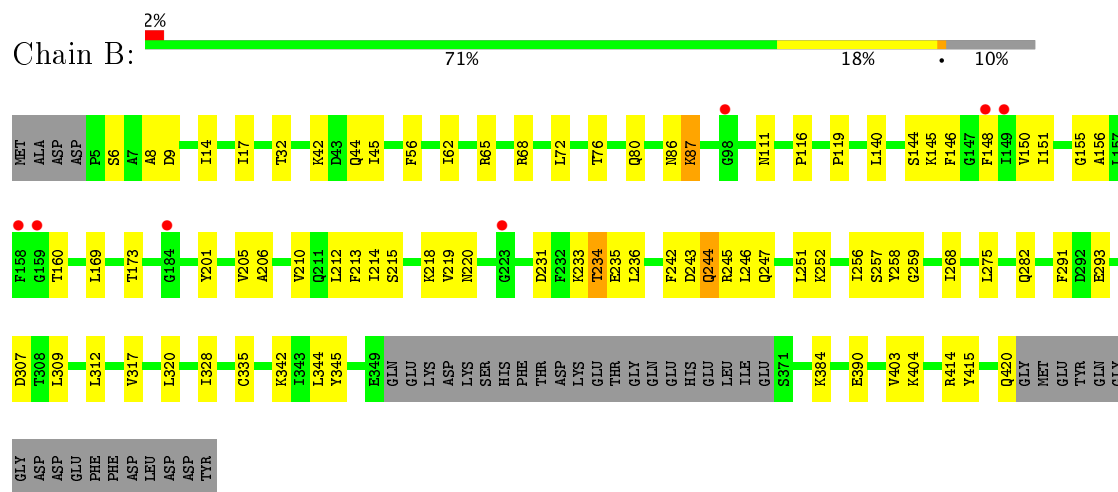 2%
Chain B:
71% 18% • 10%
MET ALA ASP ASP P5 S6 A7 A8 D9 I14 I17 T32 K42 D43 Q44 I45 F56 I62 R65 R68 L72 T76 Q80 N86 K87 G98 N111 P116 P119 L140 S144 K145 F146 G147 F148 I149 V150 I151 G155 A156 L157
F158 G159 T160 L169 T173 G184 Y201 V205 A206 V210 Q211 L212 F213 I214 S215 K218 V219 N220 G223 D231 F232 K233 T234 E235 L236 F242 D243 Q244 R245 L246 Q247 L251 K252 I256 S257 Y258 G259 I268 L275 Q282 F291 D292 E293
D307 T308 L309 L312 V317 L320 I328 C335 K342 I343 L344 Y345 E349 GLN GLU LYS ASP LYS SER HIS PHE THR ASP LYS GLU THR GLY GLN GLU HIS GLU LEU ILE GLU S371 K384 E390 V403 K404 R414 Y415 Q420 GLY MET GLU TYR GLN GLY
GLY ASP ASP GLU PHE PHE ASP LEU ASP ASP TYR